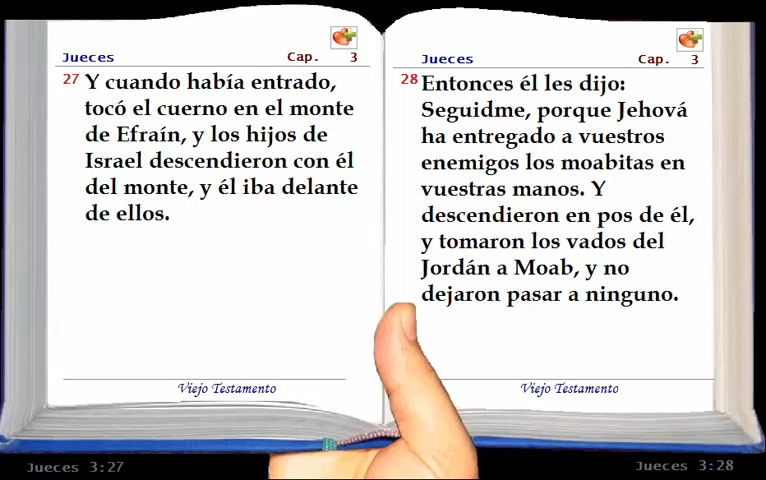 Jueces Cap. 3
27 Y cuando había entrado,
tocó el cuerno en el monte
de Efraín, y los hijos de
Israel descendieron con él
del monte, y él iba delante
de ellos.
Viejo Testamento
Jueces 3:27
Jueces Cap. 3
28 Entonces él les dijo:
Seguidme, porque Jehová
ha entregado a vuestros
enemigos los moabitas en
vuestras manos. Y
descendieron en pos de él,
y tomaron los vados del
Jordán a Moab, y no
dejaron pasar a ninguno.
Viejo Testamento
Jueces 3:28